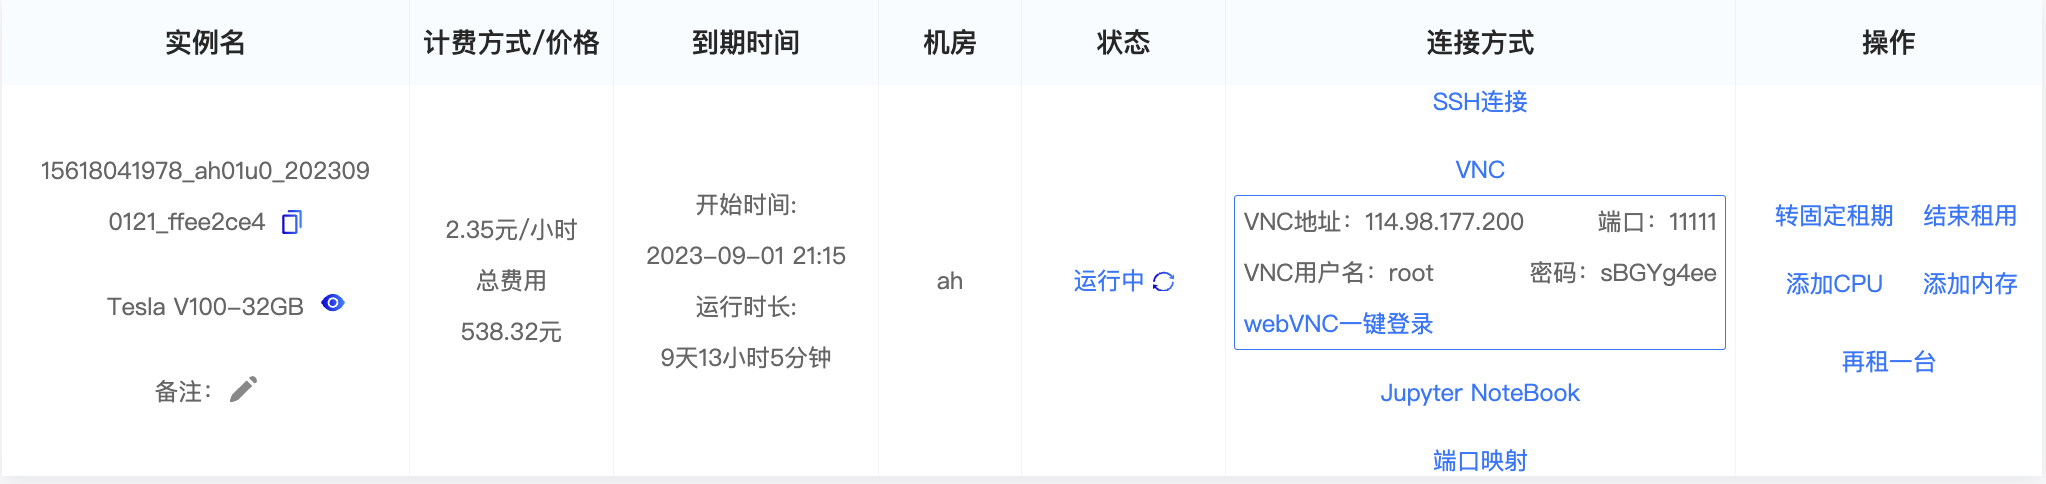 实例名
计费方式/价格
到期时间
机房
状态
连接方式
操作
15618041978_ah01u0_202309
0121_ffee2ce4
Tesla V100-32GB
备注：
2.35元/小时
总费用
538.32元
开始时间:
2023-09-01 21:15
运行时长:
9天13小时5分钟
ah
运行中
SSH连接
VNC
VNC地址：114.98.177.200 端口：11111
VNC用户名：root 密码：sBGYg4ee
webVNC一键登录
Jupyter NoteBook
端口映射
转固定租期 结束租用
添加CPU 添加内存
再租一台